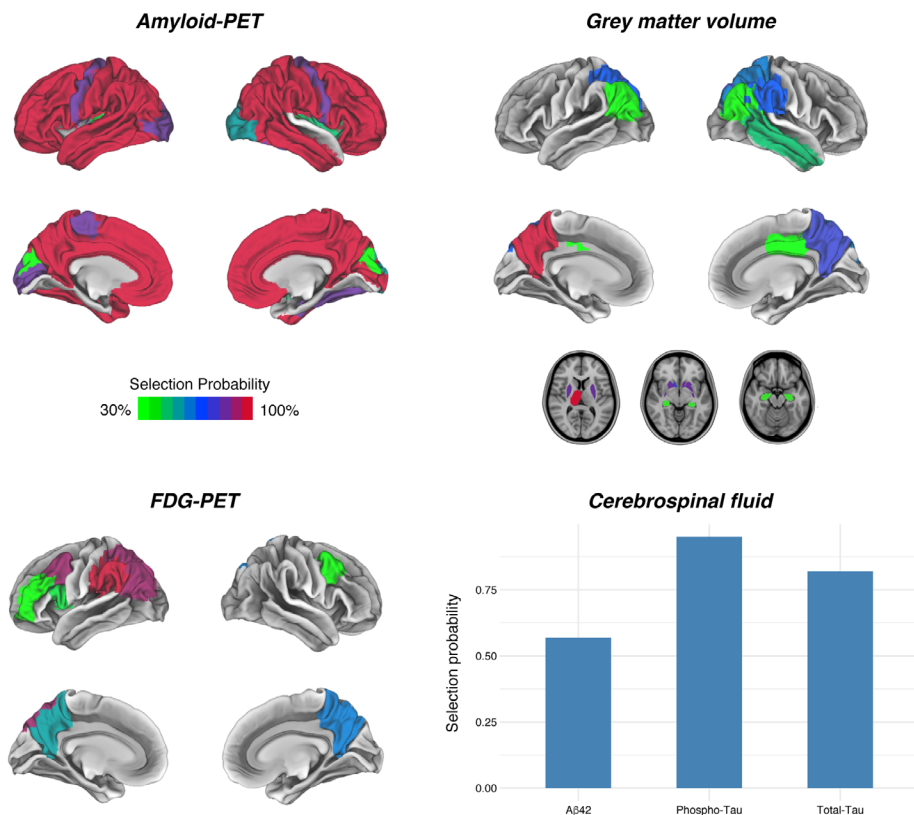 Amyloid-PET
Grey matter volume
Selection Probability
30% 100%
FDG-PET
Cerebrospinal fluid
Selection probability
0.75
0.50
0.25
0.00
Aβ42 Phospho-Tau Total-Tau